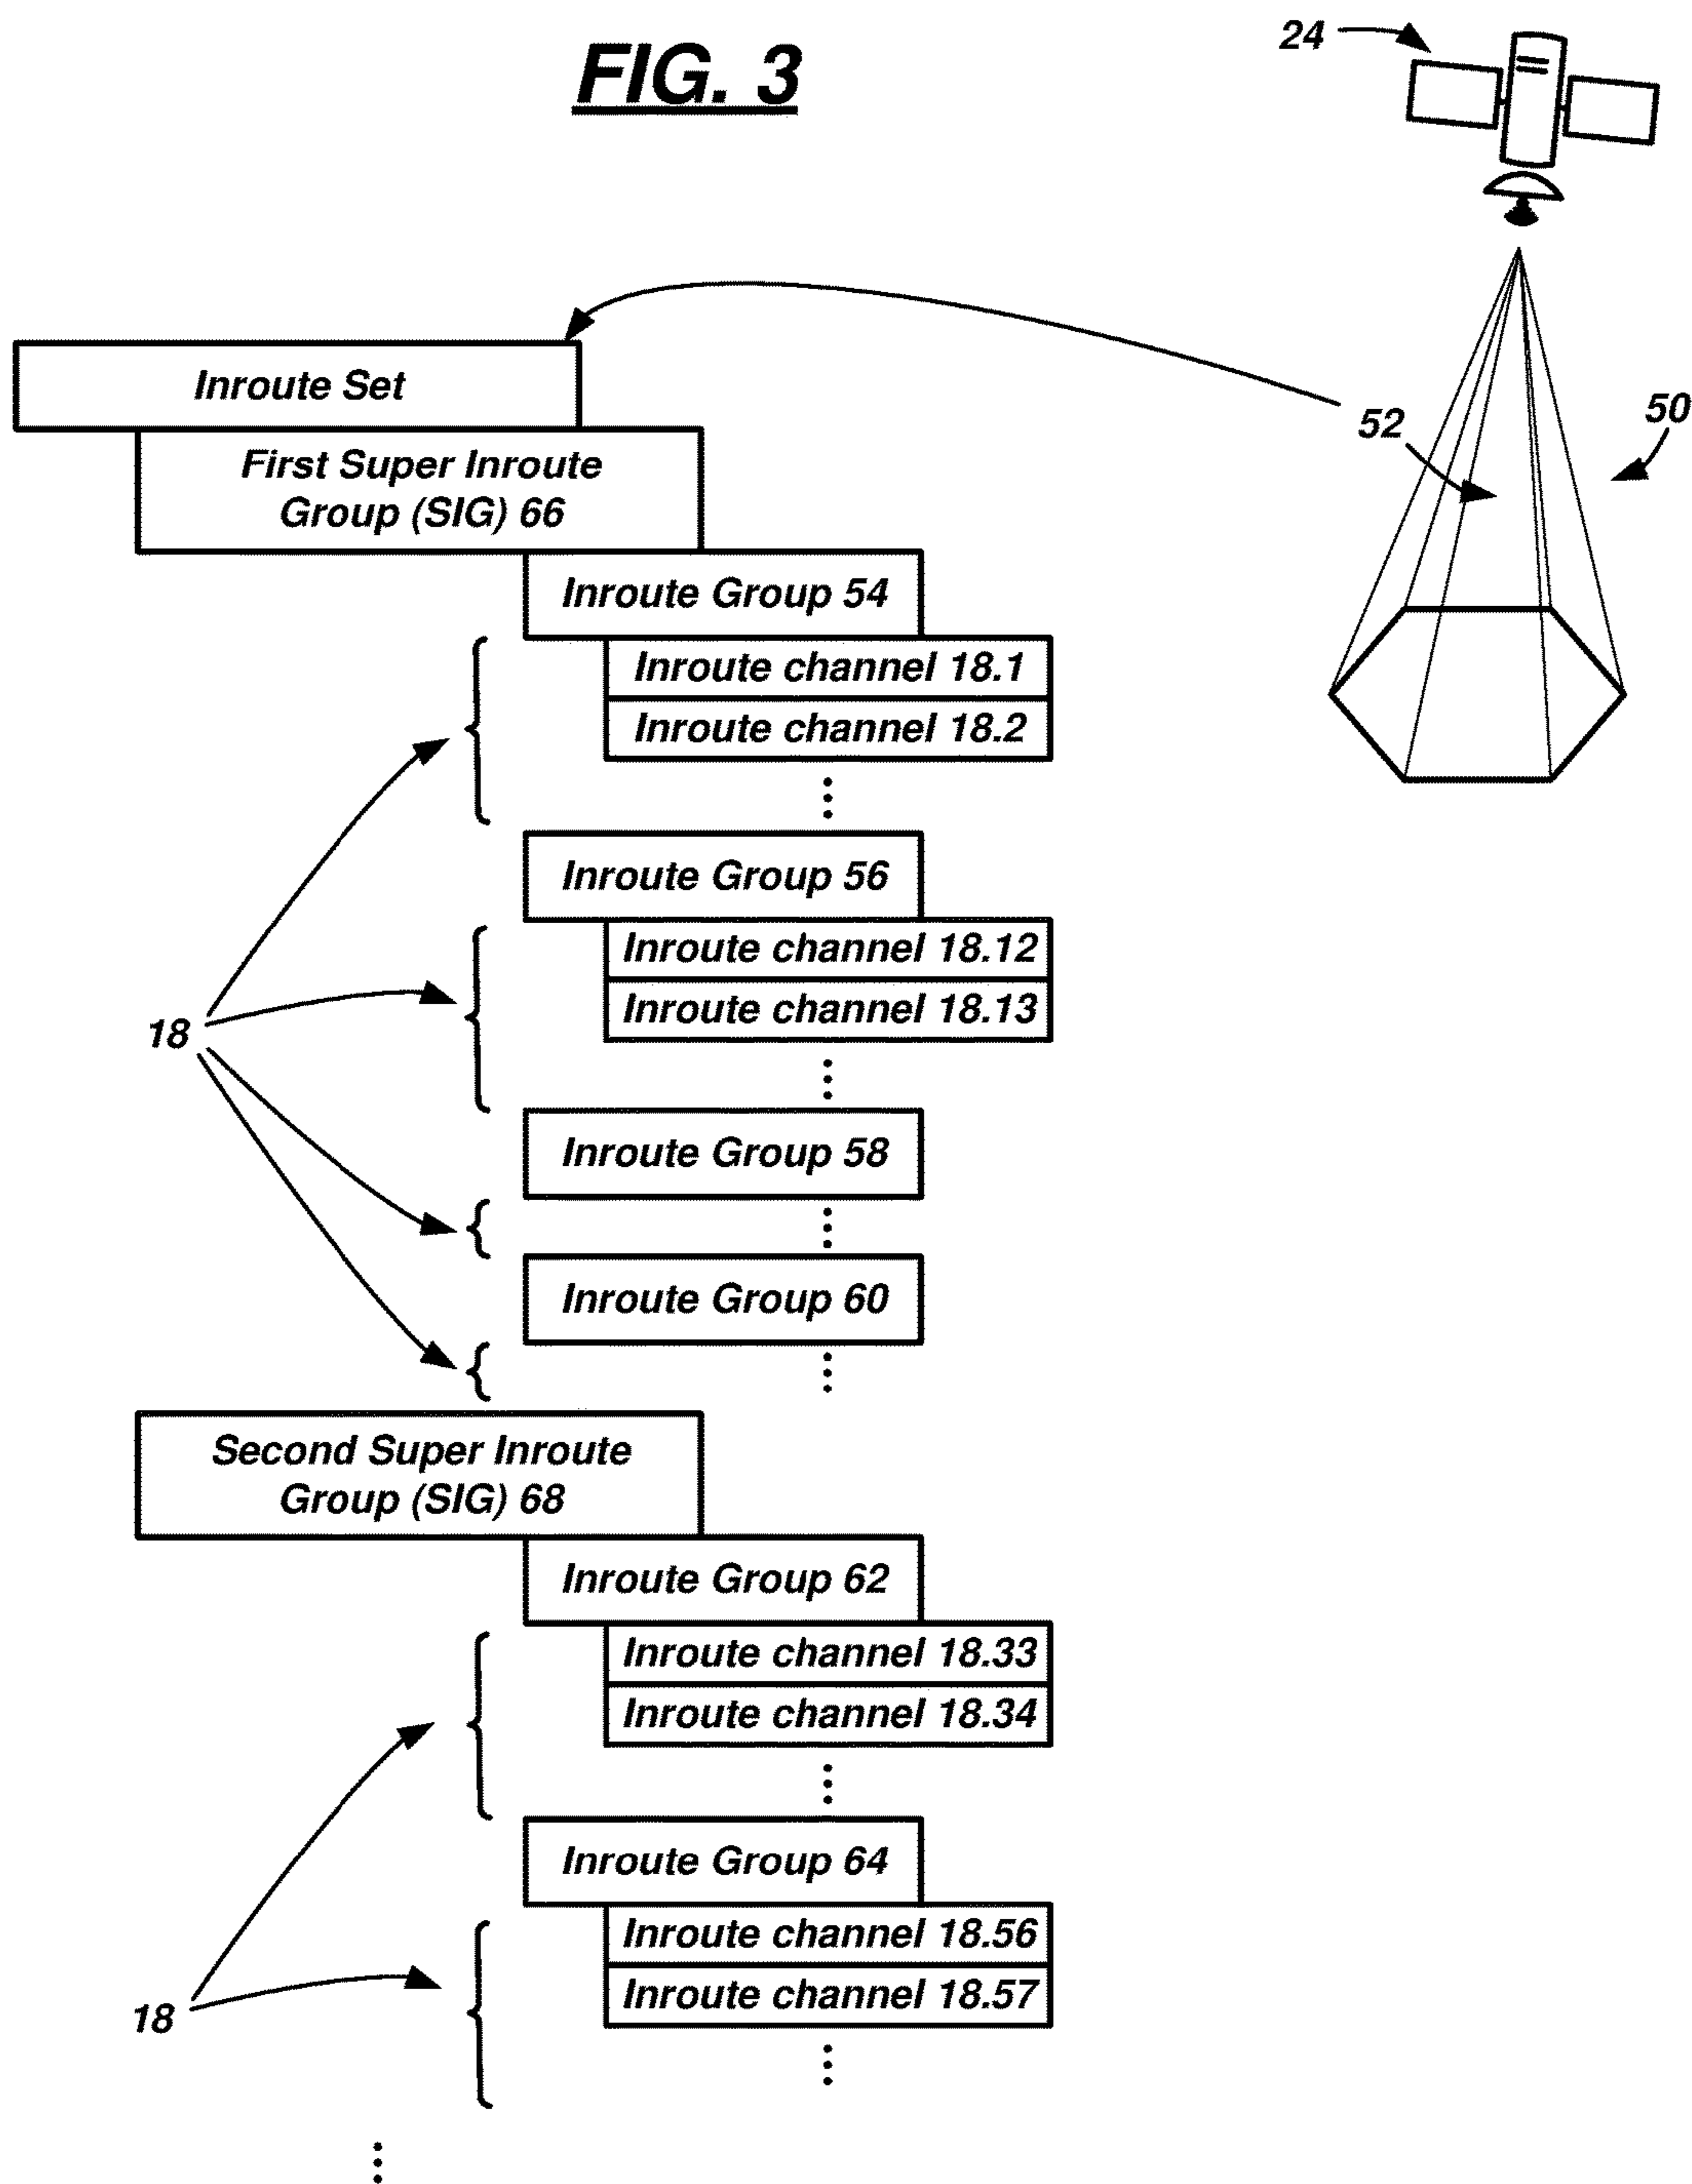 FIG. 3
24
Inroute Set
52
50
First Super Inroute
Group (SIG) 66
Inroute Group 54
Inroute channel 18.1
Inroute channel 18.2
Inroute Group 56
Inroute channel 18.12
Inroute channel 18.13
18
Inroute Group 58
Inroute Group 60
Second Super Inroute
Group (SIG) 68
Inroute Group 62
Inroute channel 18.33
Inroute channel 18.34
Inroute Group 64
Inroute channel 18.56
Inroute channel 18.57
18